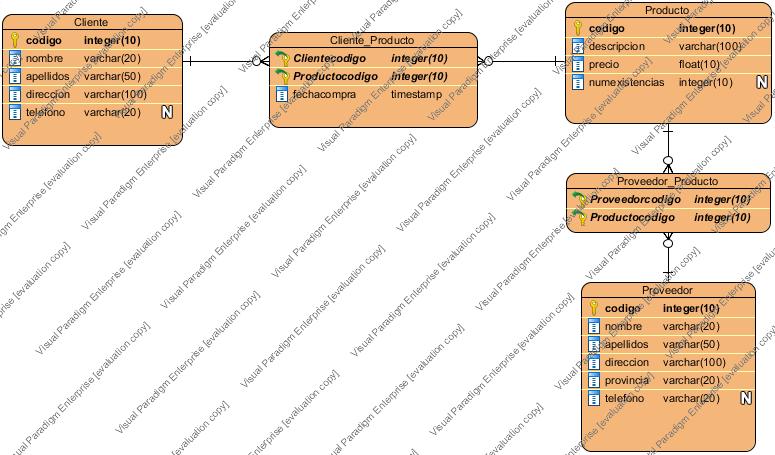 Cliente
codigo integer(10)
nombre varchar(20)
apellidos varchar(50)
direccion varchar(100)
telefono varchar(20) N
Cliente_Producto
Clientecodigo integer(10)
Productocodigo integer(10)
fechacompra timestamp
Producto
codigo integer(10)
descripcion varchar(100)
precio float(10)
numexistencias integer(10) N
Proveedor_Producto
Proveedorcodigo integer(10)
Productocodigo integer(10)
Proveedor
codigo integer(10)
nombre varchar(20)
apellidos varchar(50)
direccion varchar(100)
provincia varchar(20)
telefono varchar(20) N
Visual Paradigm Enterprise [evaluation copy]